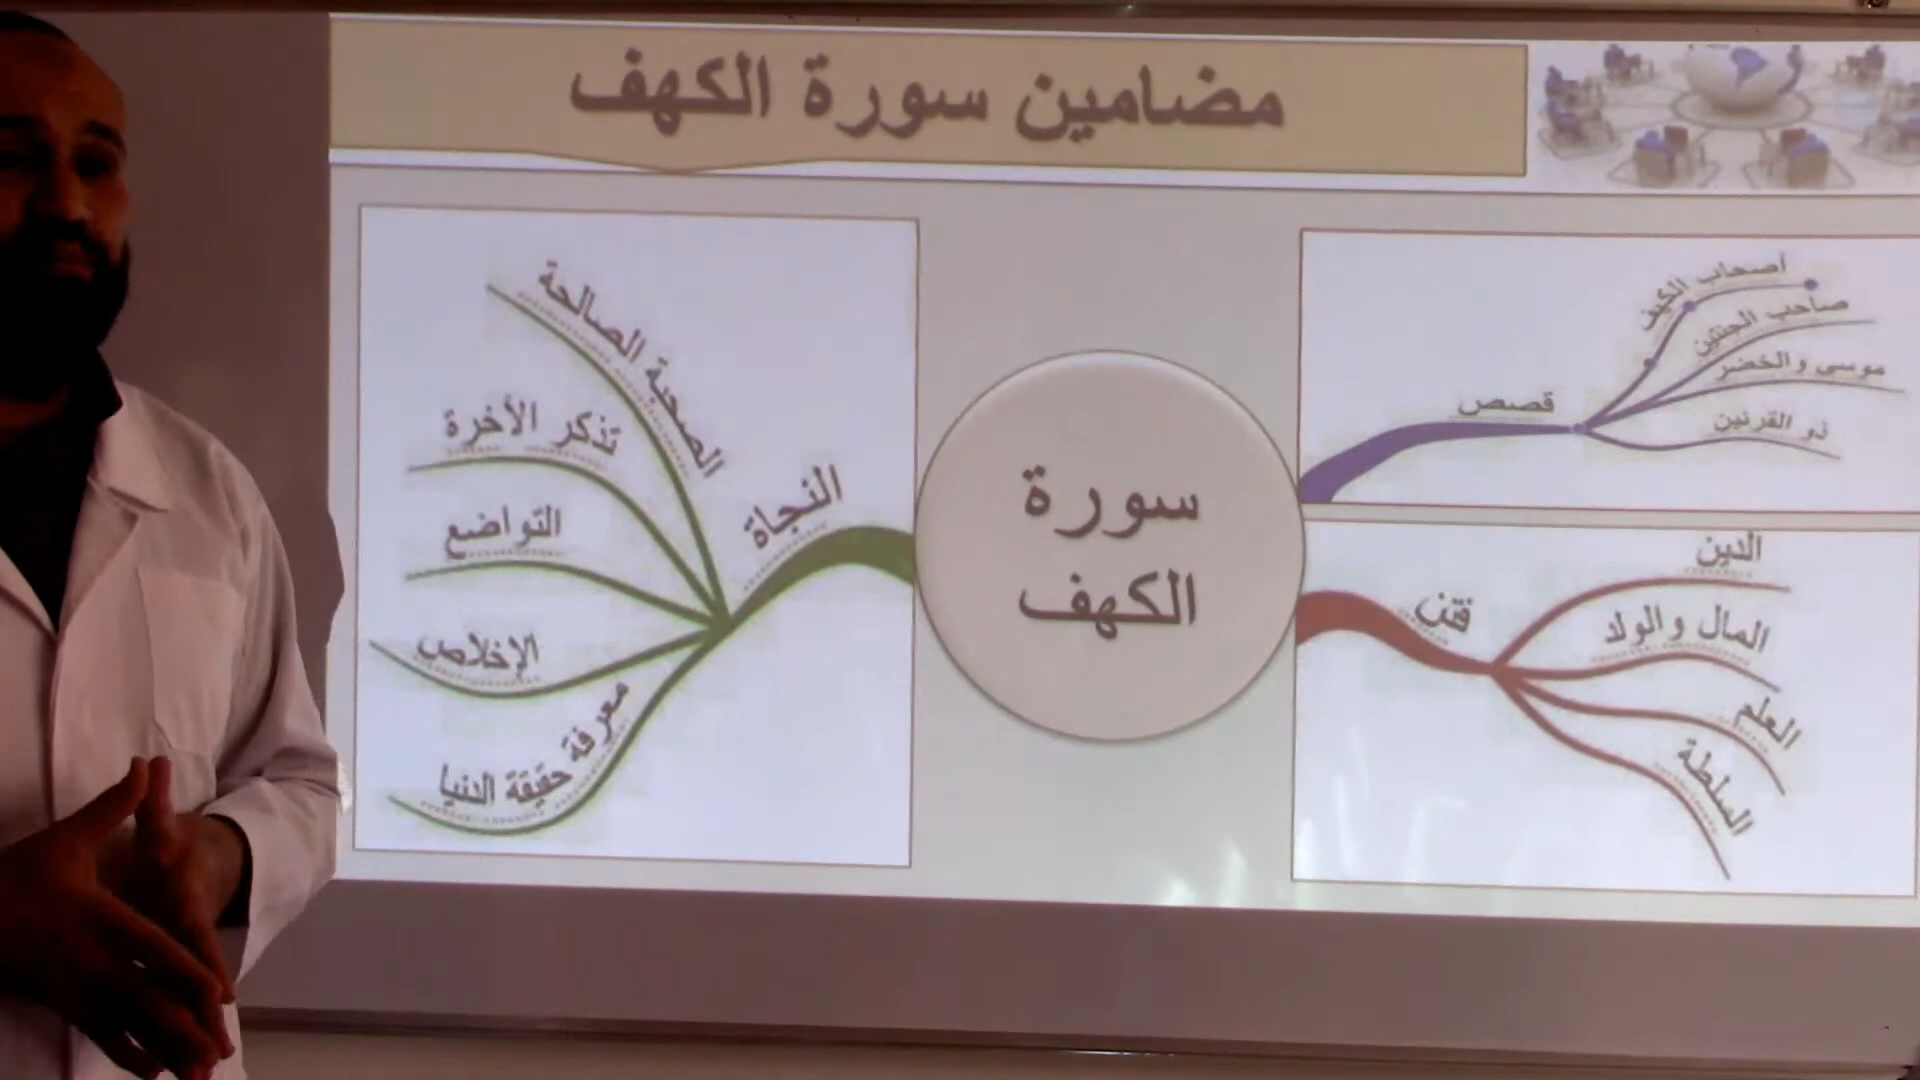 مضامين سورة الكهف
سورة
الكهف
قصص
أصحاب الكهف
صاحب الجنتين
موسى والخضر
ذو القرنين
فتن
الدين
المال والولد
العلم
السلطة
النجاة
الصحبة الصالحة
تذكر الأخرة
التواضع
الإخلاص
معرفة حقيقة الدنيا